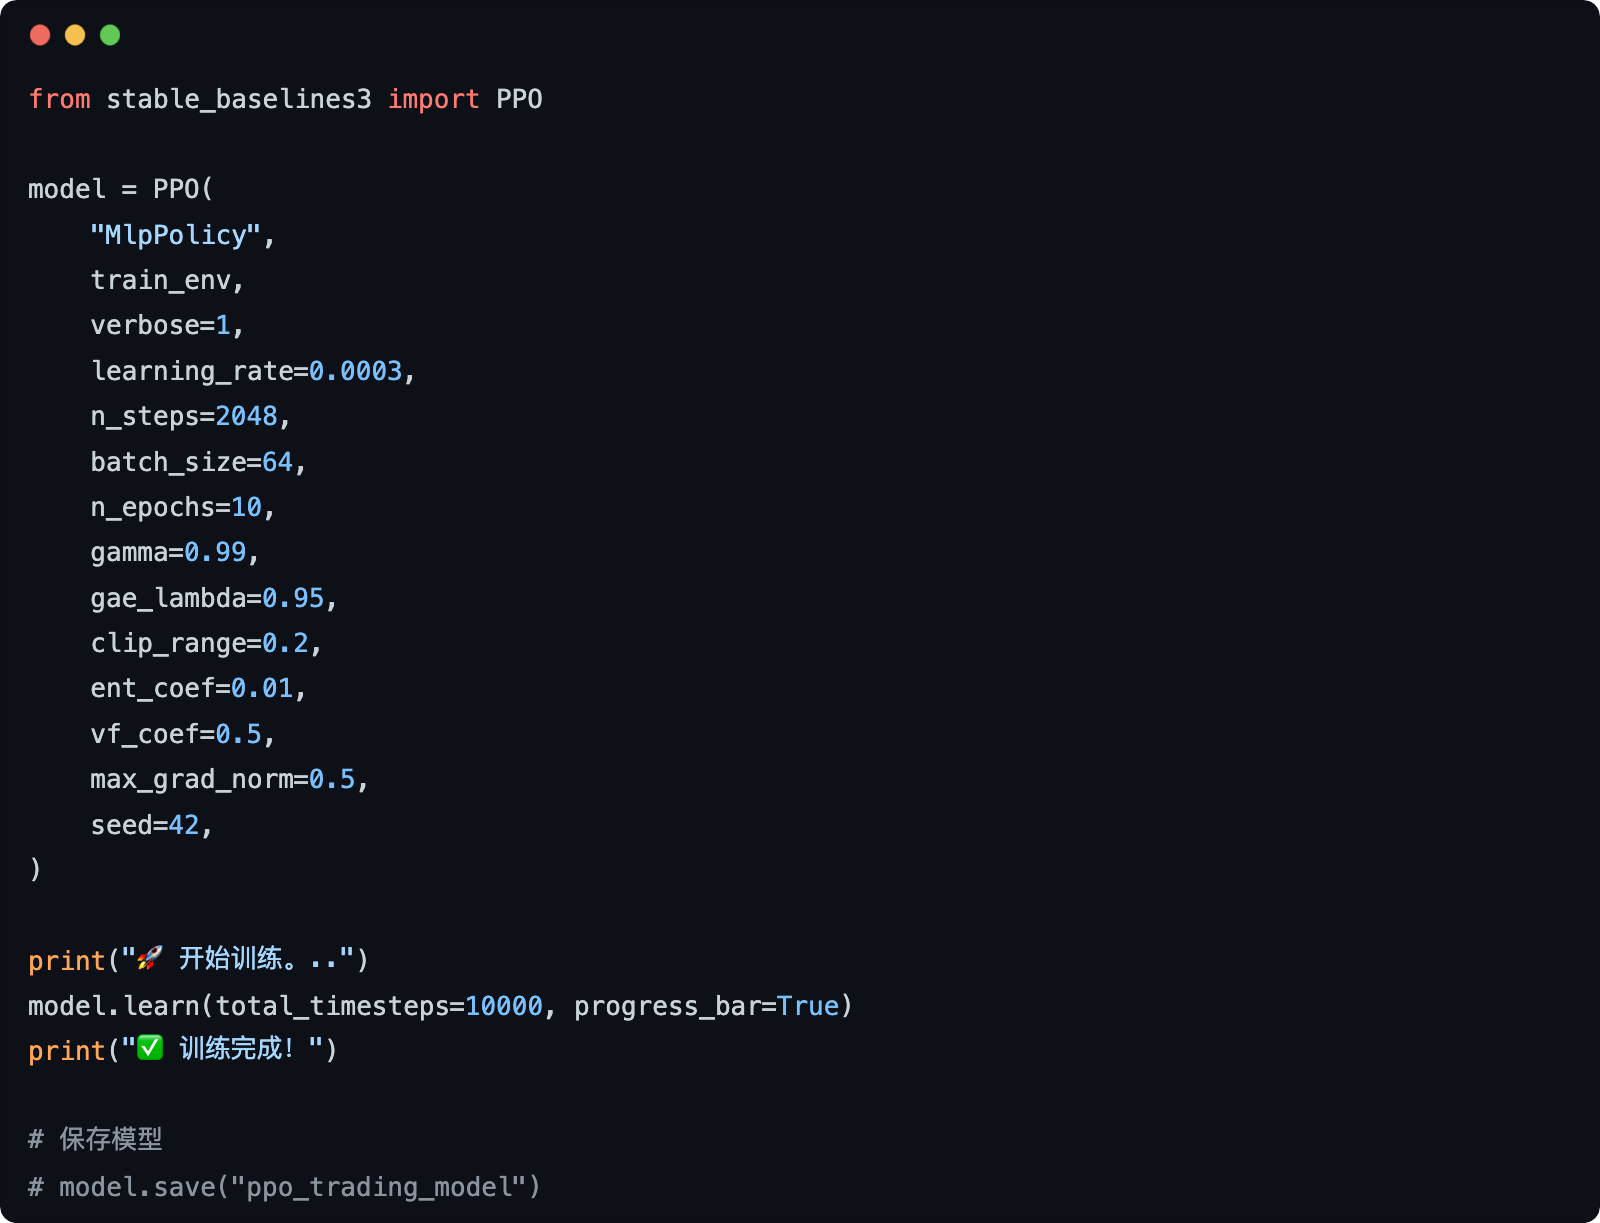 from stable_baselines3 import PPO

model = PPO(
    "MlpPolicy",
    train_env,
    verbose=1,
    learning_rate=0.0003,
    n_steps=2048,
    batch_size=64,
    n_epochs=10,
    gamma=0.99,
    gae_lambda=0.95,
    clip_range=0.2,
    ent_coef=0.01,
    vf_coef=0.5,
    max_grad_norm=0.5,
    seed=42,
)

print("🚀 开始训练。..")
model.learn(total_timesteps=10000, progress_bar=True)
print("✅ 训练完成！")

# 保存模型
# model.save("ppo_trading_model")